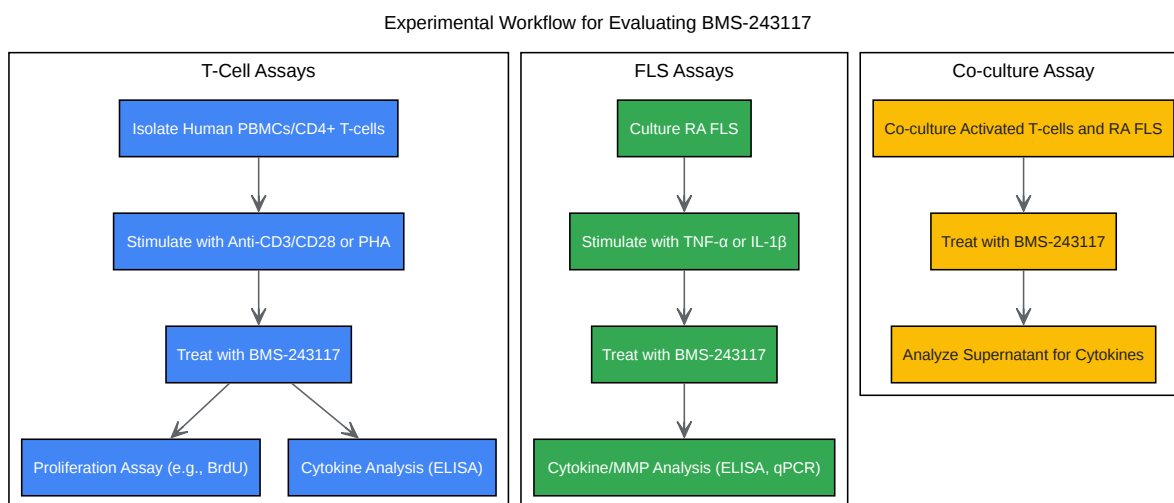 Experimental Workflow for Evaluating BMS-243117
T-Cell Assays
Isolate Human PBMCs/CD4+ T-cells
Stimulate with Anti-CD3/CD28 or PHA
Treat with BMS-243117
Proliferation Assay (e.g., BrdU)
Cytokine Analysis (ELISA)
FLS Assays
Culture RA FLS
Stimulate with TNF-α or IL-1β
Treat with BMS-243117
Cytokine/MMP Analysis (ELISA, qPCR)
Co-culture Assay
Co-culture Activated T-cells and RA FLS
Treat with BMS-243117
Analyze Supernatant for Cytokines